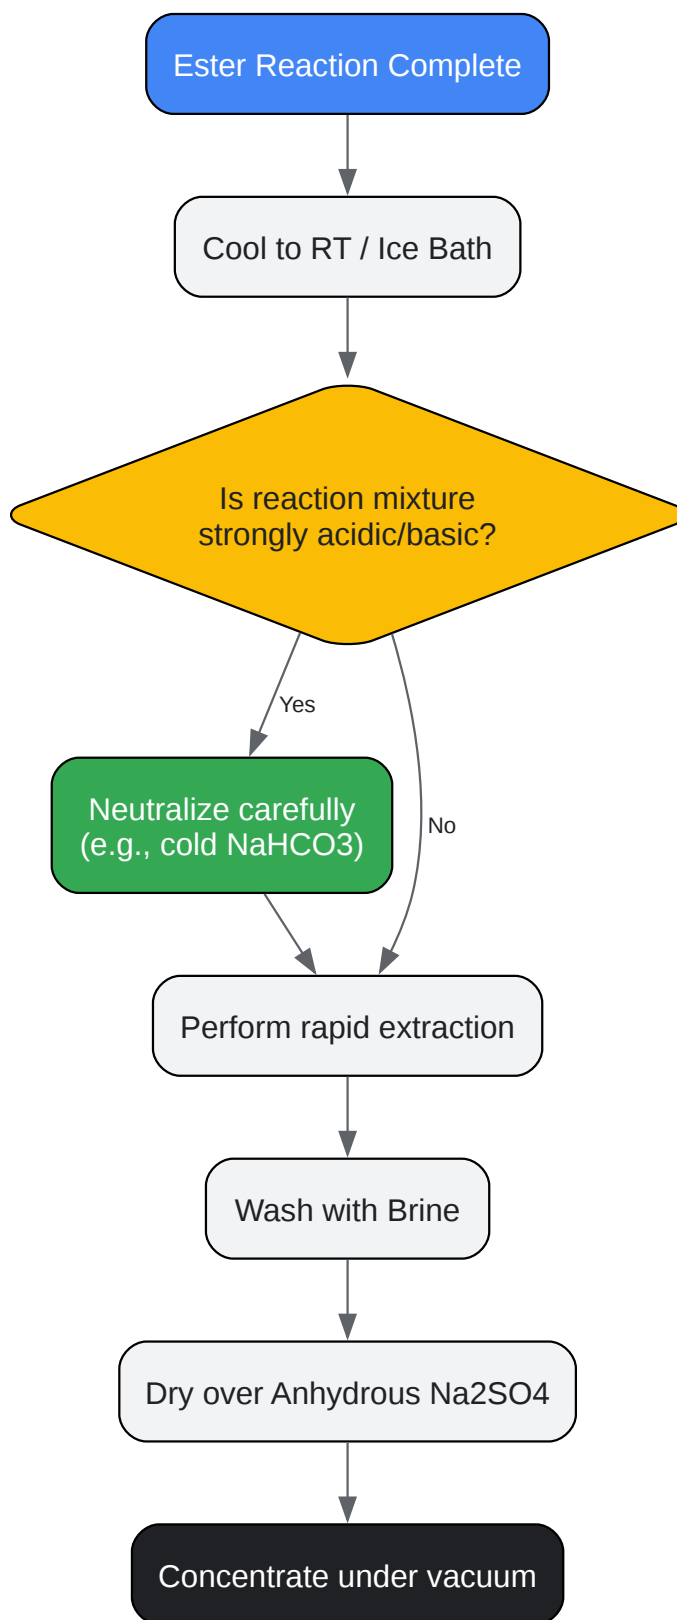 Ester Reaction Complete
Cool to RT / Ice Bath
Is reaction mixture
strongly acidic/basic?
Yes
Neutralize carefully
(e.g., cold NaHCO3)
No
Perform rapid extraction
Wash with Brine
Dry over Anhydrous Na2SO4
Concentrate under vacuum